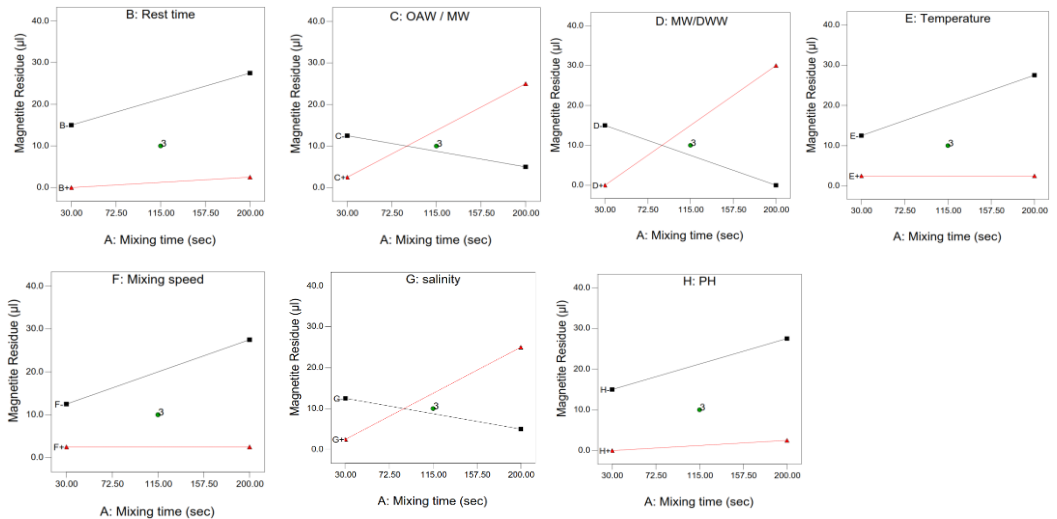 B: Rest time
Magnetite Residue (µl)
40.0
30.0
20.0
10.0
0.0
B-
B+
3
30.00 72.50 115.00 157.50 200.00
A: Mixing time (sec)
C: OAW / MW
Magnetite Residue (µl)
40.0
30.0
20.0
10.0
0.0
C-
C+
3
30.00 72.50 115.00 157.50 200.00
A: Mixing time (sec)
D: MW/DWW
Magnetite Residue (µl)
40.0
30.0
20.0
10.0
0.0
D-
D+
3
30.00 72.50 115.00 157.50 200.00
A: Mixing time (sec)
E: Temperature
Magnetite Residue (µl)
40.0
30.0
20.0
10.0
0.0
E-
E+
3
30.00 72.50 115.00 157.50 200.00
A: Mixing time (sec)
F: Mixing speed
Magnetite Residue (µl)
40.0
30.0
20.0
10.0
0.0
F-
F+
3
30.00 72.50 115.00 157.50 200.00
A: Mixing time (sec)
G: salinity
Magnetite Residue (µl)
40.0
30.0
20.0
10.0
0.0
G-
G+
3
30.00 72.50 115.00 157.50 200.00
A: Mixing time (sec)
H: PH
Magnetite Residue (µl)
40.0
30.0
20.0
10.0
0.0
H-
H+
3
30.00 72.50 115.00 157.50 200.00
A: Mixing time (sec)